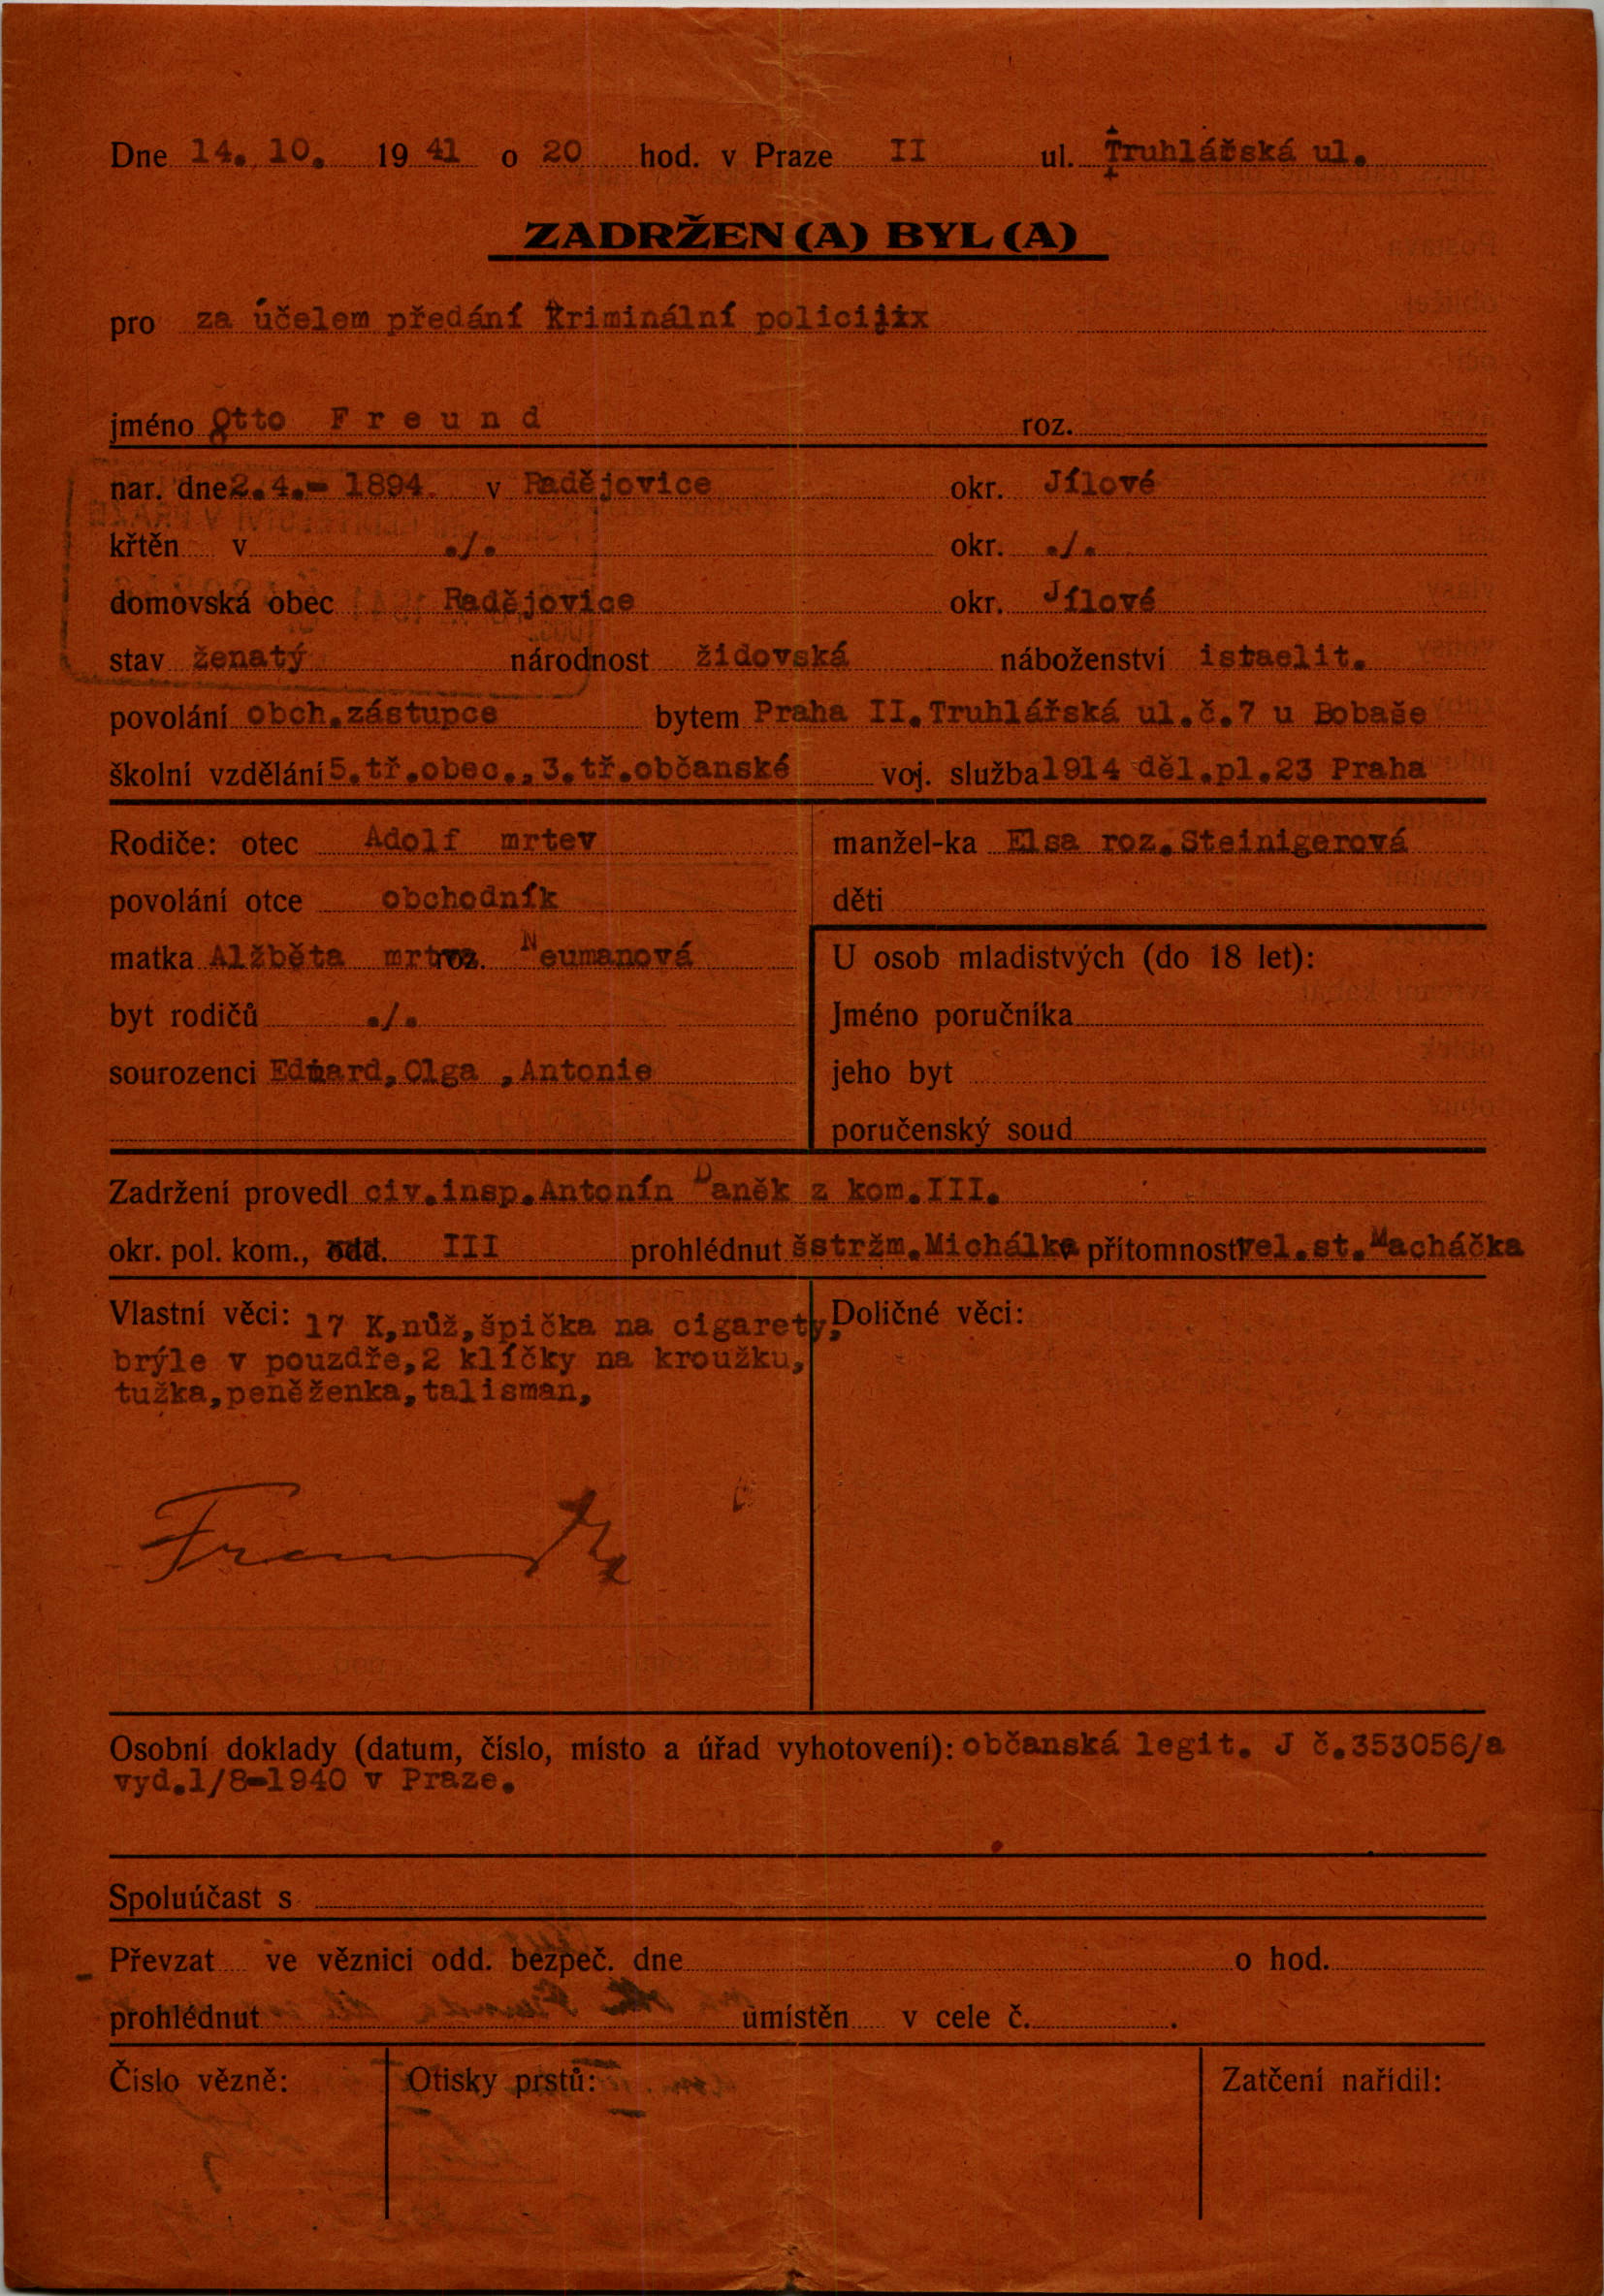 Dne 14. 10. 19 41 o 20 hod. v Praze II ul. Truhlářská ul.
ZADRŽEN (A) BYL (A)
pro za účelem předání kriminální policii
jméno Otto Freund roz.
nar. dne 2.4.- 1894 v Radějovice okr. Jílové
křtěn v ./. okr. ./.
domovská obec Radějovice okr. Jílové
stav ženatý národnost židovská náboženství istaelit.
povolání obch.zástupce bytem Praha II.Truhlářská ul.č.7 u Bobaše
školní vzdělání 5.tř.obec., 3.tř.občanské voj. služba 1914 děl.pl.23 Praha
Rodiče: otec Adolf mrtev manžel-ka Elsa roz.Steinigerová
povolání otce obchodník děti
matka Alžběta mrtva roz. Neumanová U osob mladistvých (do 18 let):
byt rodičů ./. Jméno poručníka
sourozenci Eduard,Olga ,Antonie jeho byt
poručenský soud
Zadržení provedl civ.insp.Antonín Daněk z kom.III.
okr. pol. kom., odd. III prohlédnut šstržm.Michálka v přítomnosti vel.st.Macháčka
Vlastní věci: 17 K,nůž,špička na cigarety, Doličné věci:
brýle v pouzdře,2 klíčky na kroužku,
tužka,peněženka,talisman,
Osobní doklady (datum, číslo, místo a úřad vyhotovení): občanská legit. J č.353056/a
vyd.1/8-1940 v Praze.
Spoluúčast s
Převzat ve věznici odd. bezpeč. dne o hod.
prohlédnut umístěn v cele č. .
Číslo vězně: Otisky prstů: Zatčení nařídil: